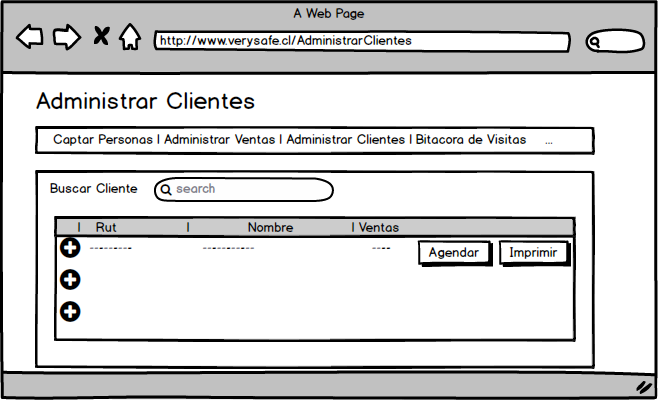 A Web Page
http://www.verysafe.cl/AdministrarClientes
Administrar Clientes
Captar Personas | Administrar Ventas | Administrar Clientes | Bitacora de Visitas ...
Buscar Cliente search
| Rut | Nombre | Ventas
--------- ----------- ---- Agendar Imprimir